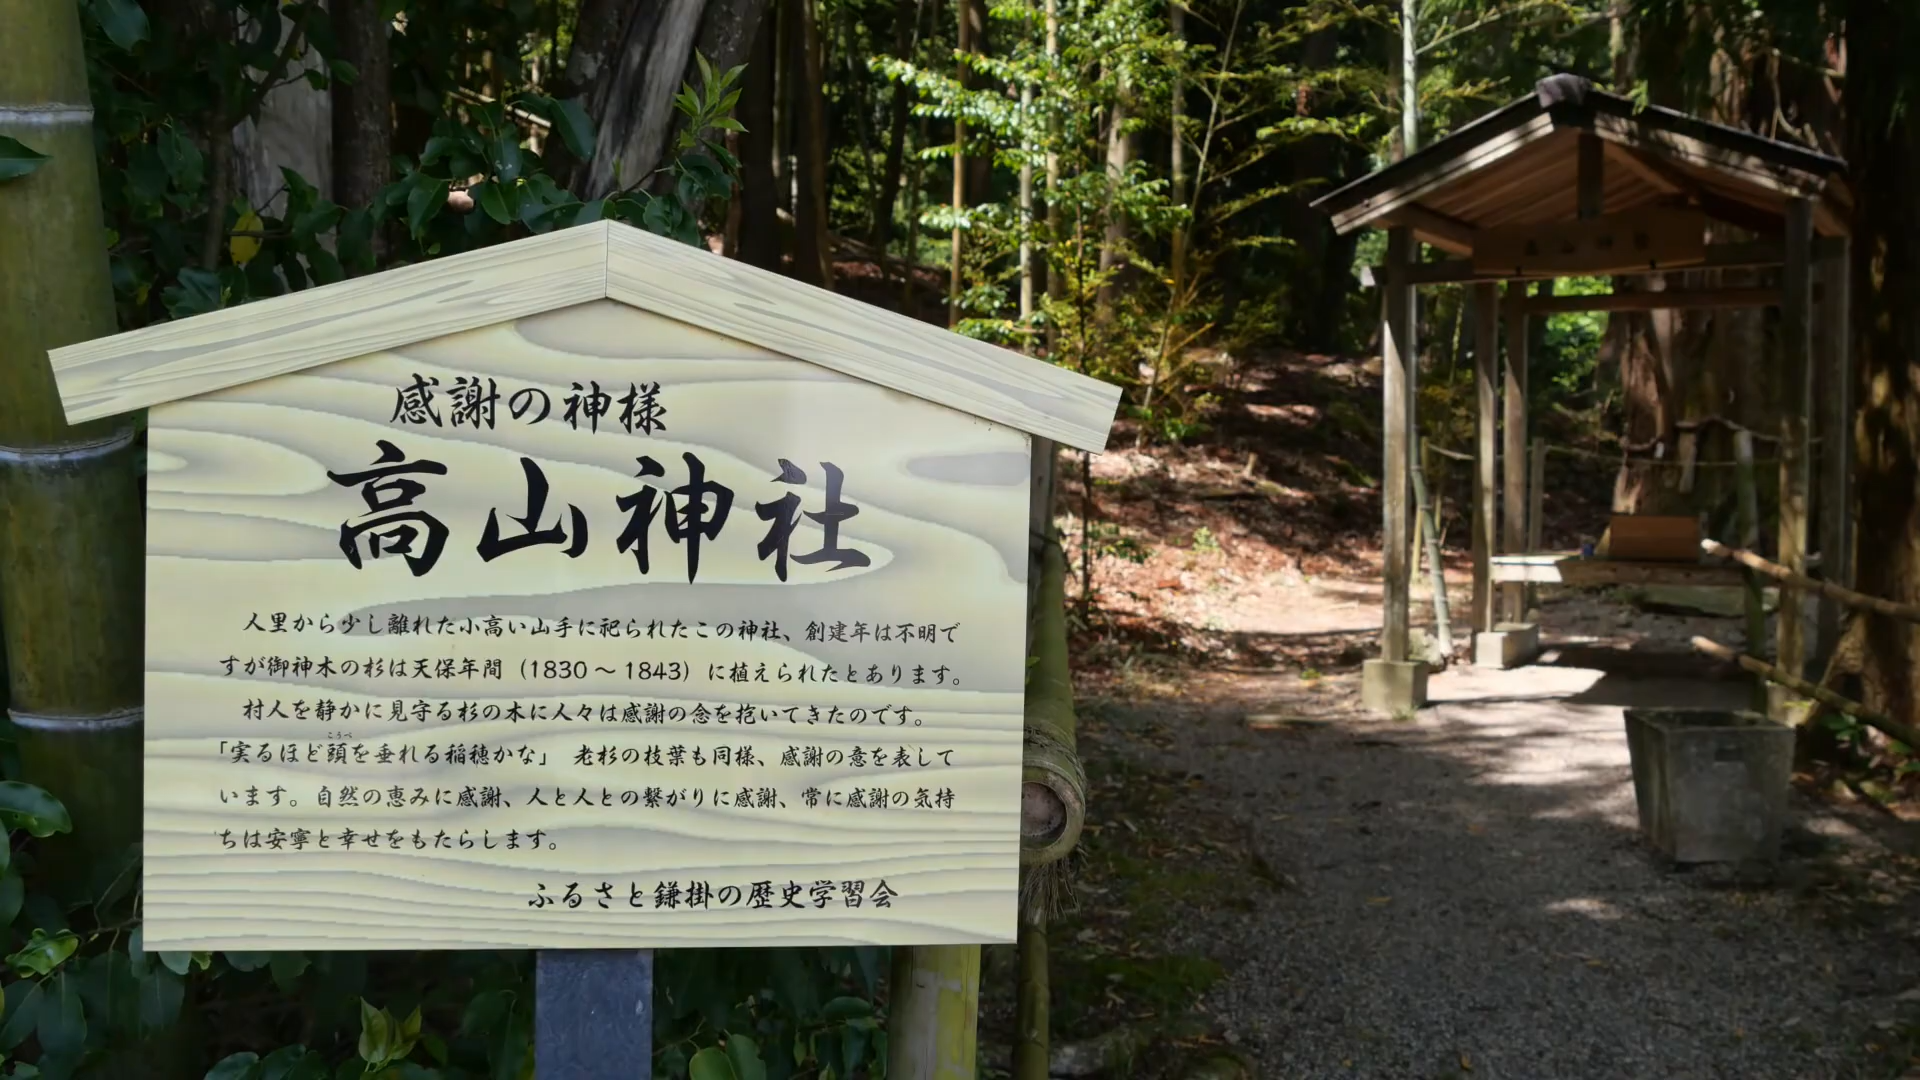 感謝の神様
高山神社
人里から少し離れた小高い山手に祀られたこの神社、創建年は不明で
すが御神木の杉は天保年間（1830～1843）に植えられたとあります。
村人を静かに見守る杉の木に人々は感謝の念を抱いてきたのです。
こうべ
「実るほど頭を垂れる稲穂かな」 老杉の枝葉も同様、感謝の意を表して
います。自然の恵みに感謝、人と人との繋がりに感謝、常に感謝の気持
ちは安寧と幸せをもたらします。
ふるさと鎌掛の歴史学習会